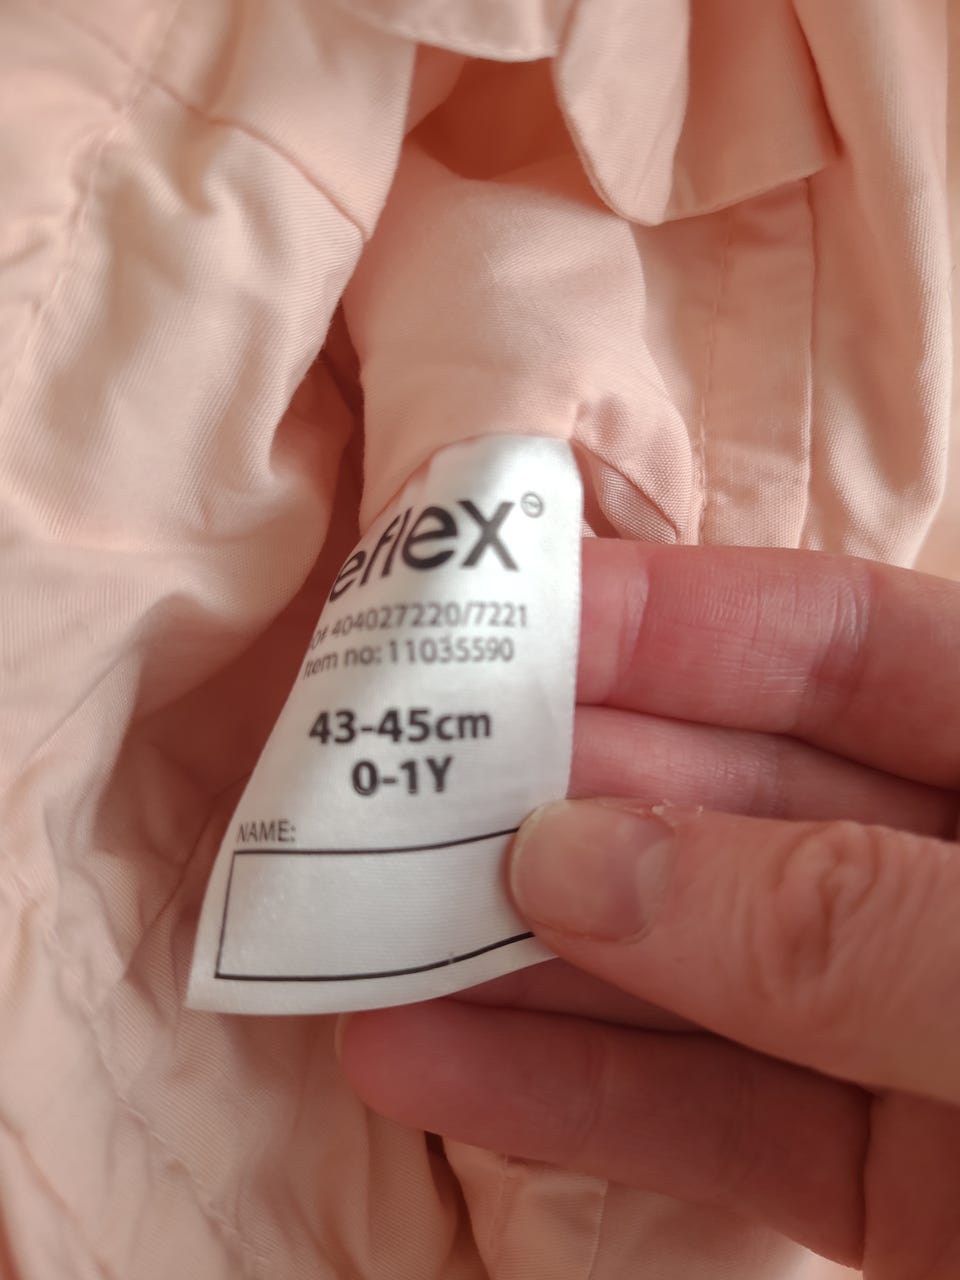 eflex
O# 404027220/7221
Item no: 11035590
43-45cm
0-1Y
NAME: